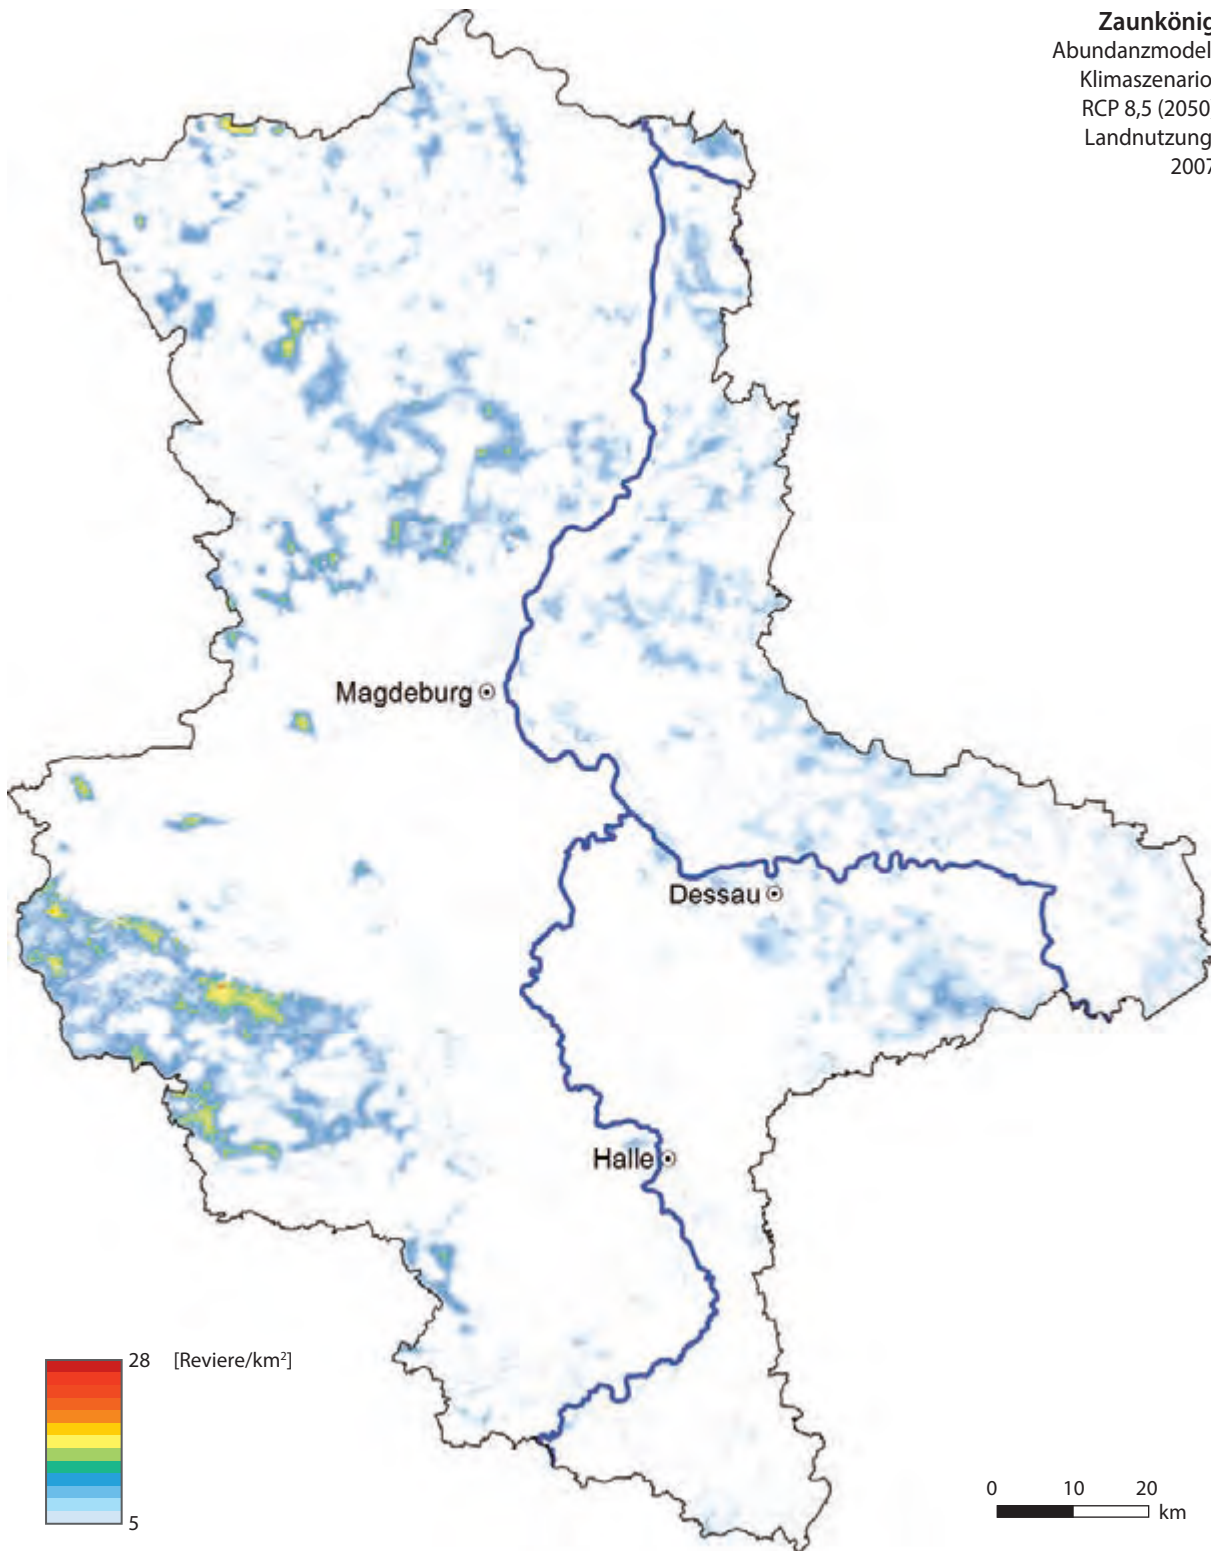 Zaunkönig
Abundanzmodel
Klimaszenario
RCP 8,5 (2050
Landnutzung
2007
Magdeburg
Dessau
Halle
28 [Reviere/km²]
5
0 10 20
km